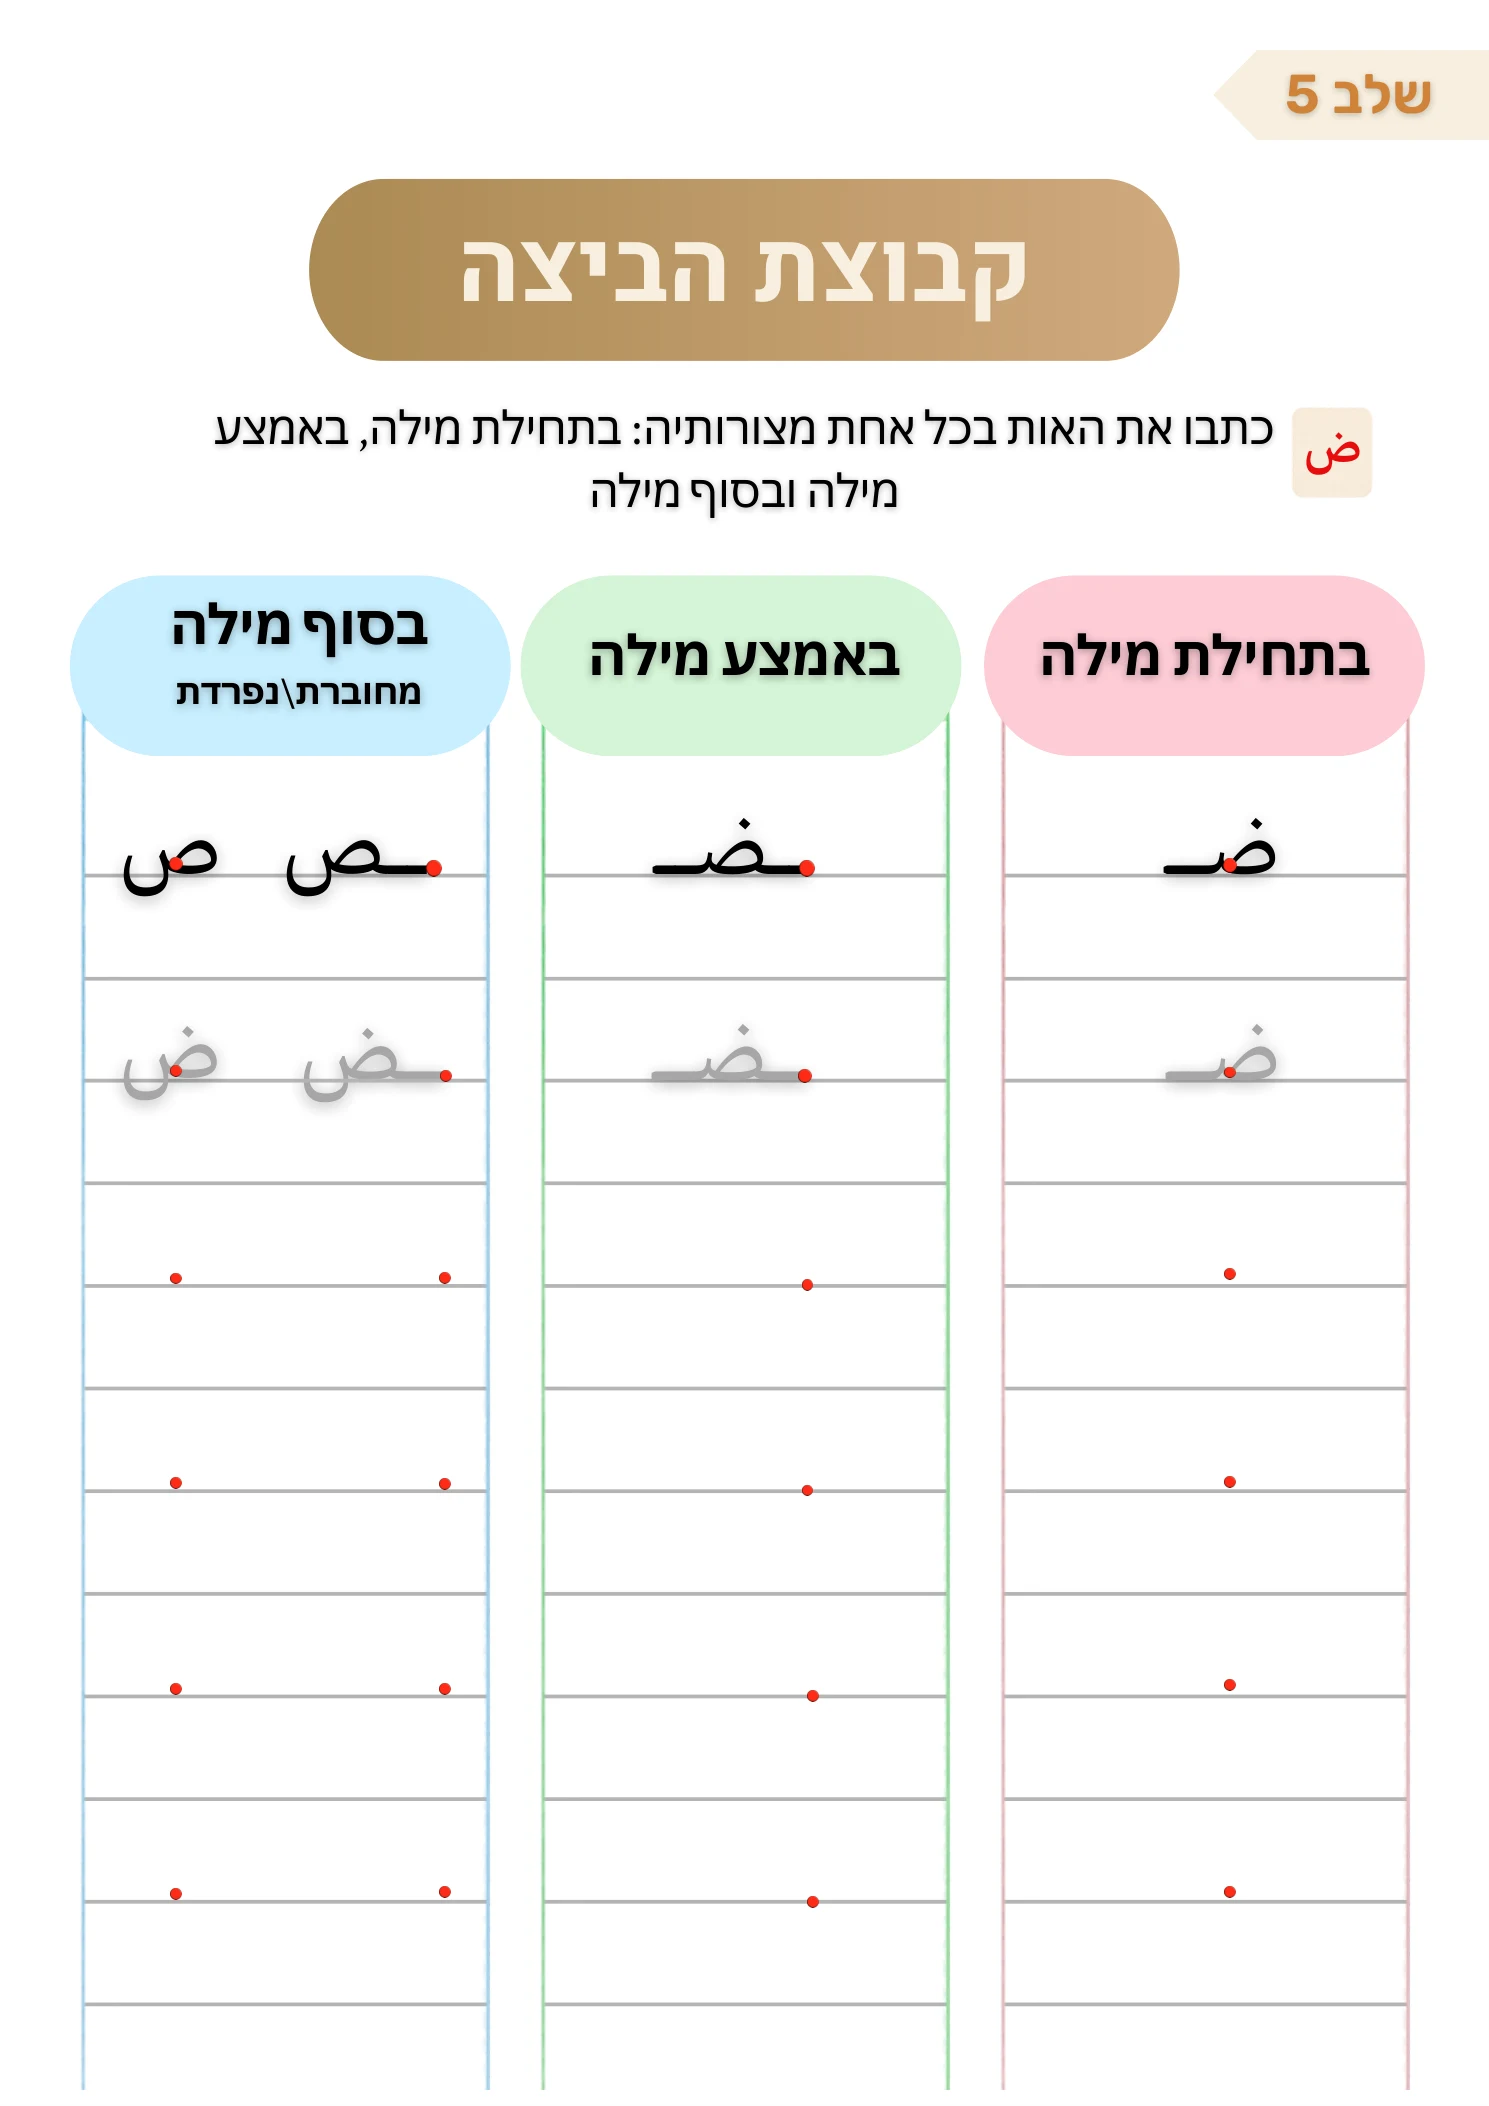 שלב 5
קבוצת הביצה
ض
כתבו את האות בכל אחת מצורותיה: בתחילת מילה, באמצע
מילה ובסוף מילה
בתחילת מילה
באמצע מילה
בסוף מילה
מחוברת\נפרדת
ضـ ـضـ ـص ص
ضـ ـضـ ـض ض